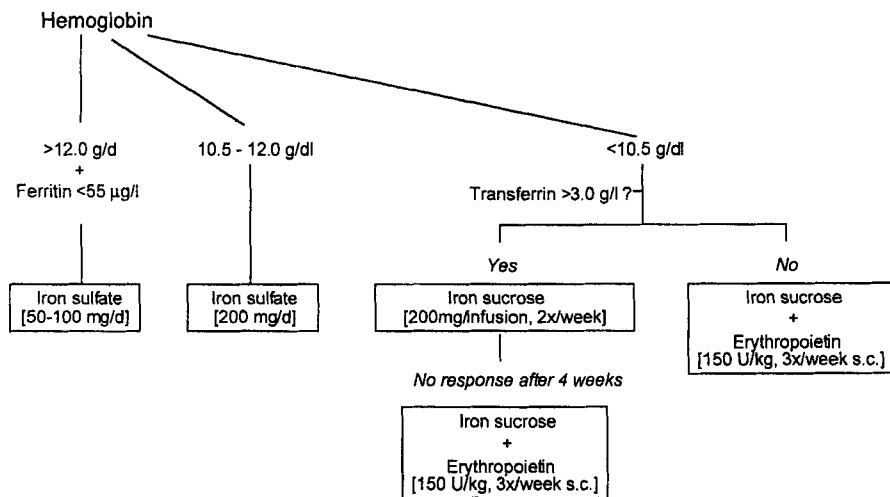 Hemoglobin
>12.0 g/d
+
Ferritin <55 µg/l
10.5 - 12.0 g/dl
<10.5 g/dl
Transferrin >3.0 g/l ?
Yes
No
Iron sulfate
[50-100 mg/d]
Iron sulfate
[200 mg/d]
Iron sucrose
[200mg/infusion, 2x/week]
Iron sucrose
+
Erythropoietin
[150 U/kg, 3x/week s.c.]
No response after 4 weeks
Iron sucrose
+
Erythropoietin
[150 U/kg, 3x/week s.c.]